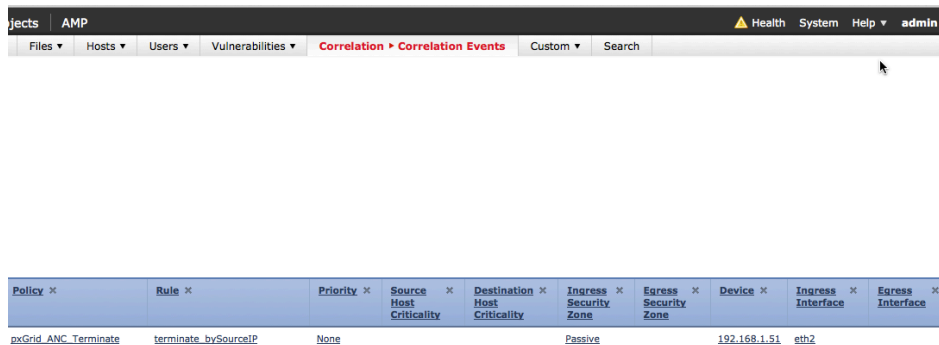 AMP
Health System Help ▾ admin
Files ▾ Hosts ▾ Users ▾ Vulnerabilities ▾ Correlation ▸ Correlation Events Custom ▾ Search
Policy × Rule × Priority × Source × Destination × Ingress × Egress × Device × Ingress × Egress ×
Host Host Security Security Interface Interface
Criticality Criticality Zone Zone
pxGrid_ANC_Terminate terminate_bySourceIP None Passive 192.168.1.51 eth2